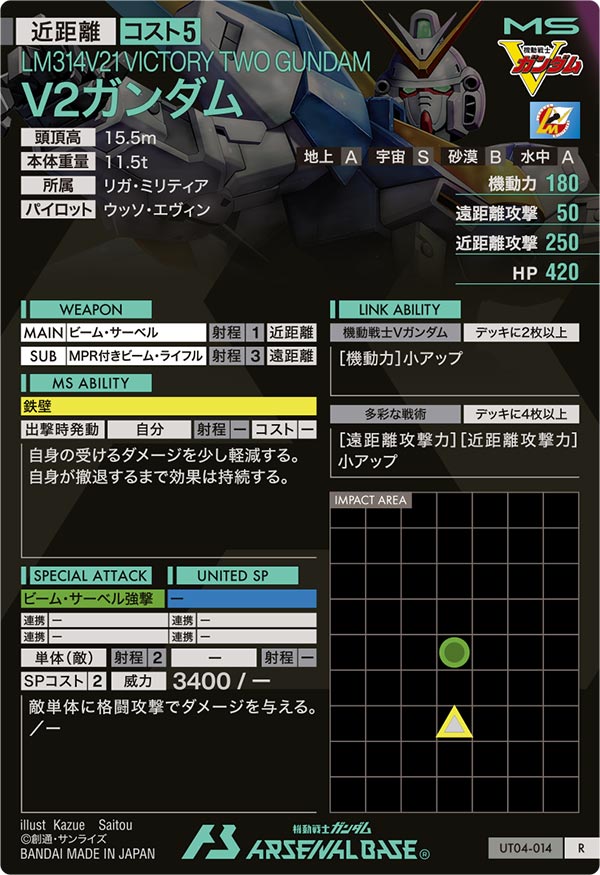 近距離 コスト5
MS
LM314V21 VICTORY TWO GUNDAM
機動戦士
Vガンダム
V2ガンダム
LM
頭頂高 15.5m
本体重量 11.5t
所属 リガ・ミリティア
パイロット ウッソ・エヴィン
地上 A 宇宙 S 砂漠 B 水中 A
機動力 180
遠距離攻撃 50
近距離攻撃 250
HP 420
WEAPON
MAIN ビーム・サーベル 射程 1 近距離
SUB MPR付きビーム・ライフル 射程 3 遠距離
MS ABILITY
鉄壁
出撃時発動 自分 射程 ー コスト ー
自身の受けるダメージを少し軽減する。
自身が撤退するまで効果は持続する。
SPECIAL ATTACK UNITED SP
ビーム・サーベル強撃 ー
連携 ー 連携 ー
連携 ー 連携 ー
単体(敵) 射程 2 ー 射程 ー
SPコスト 2 威力 3400 / ー
敵単体に格闘攻撃でダメージを与える。
/ー
LINK ABILITY
機動戦士Vガンダム デッキに2枚以上
[機動力]小アップ
多彩な戦術 デッキに4枚以上
[遠距離攻撃力][近距離攻撃力]
小アップ
IMPACT AREA
illust Kazue Saitou
©創通・サンライズ
BANDAI MADE IN JAPAN
機動戦士ガンダム
AB ARSENAL BASE®
UT04-014 R